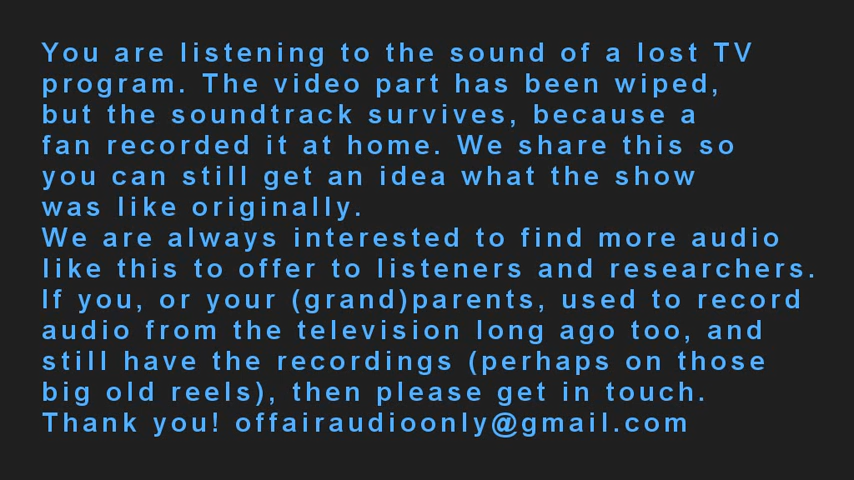 You are listening to the sound of a lost TV
program. The video part has been wiped,
but the soundtrack survives, because a
fan recorded it at home. We share this so
you can still get an idea what the show
was like originally.
We are always interested to find more audio
like this to offer to listeners and researchers.
If you, or your (grand)parents, used to record
audio from the television long ago too, and
still have the recordings (perhaps on those
big old reels), then please get in touch.
Thank you! offairaudioonly@gmail.com